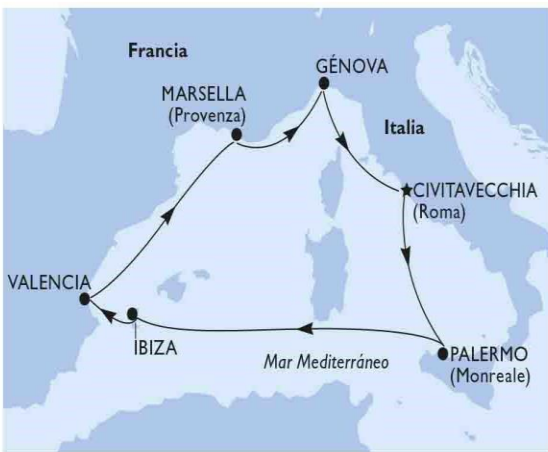 Francia
GÉNOVA
MARSELLA
(Provenza)
Italia
CIVITAVECCHIA
(Roma)
VALENCIA
IBIZA
Mar Mediterráneo
PALERMO
(Monreale)